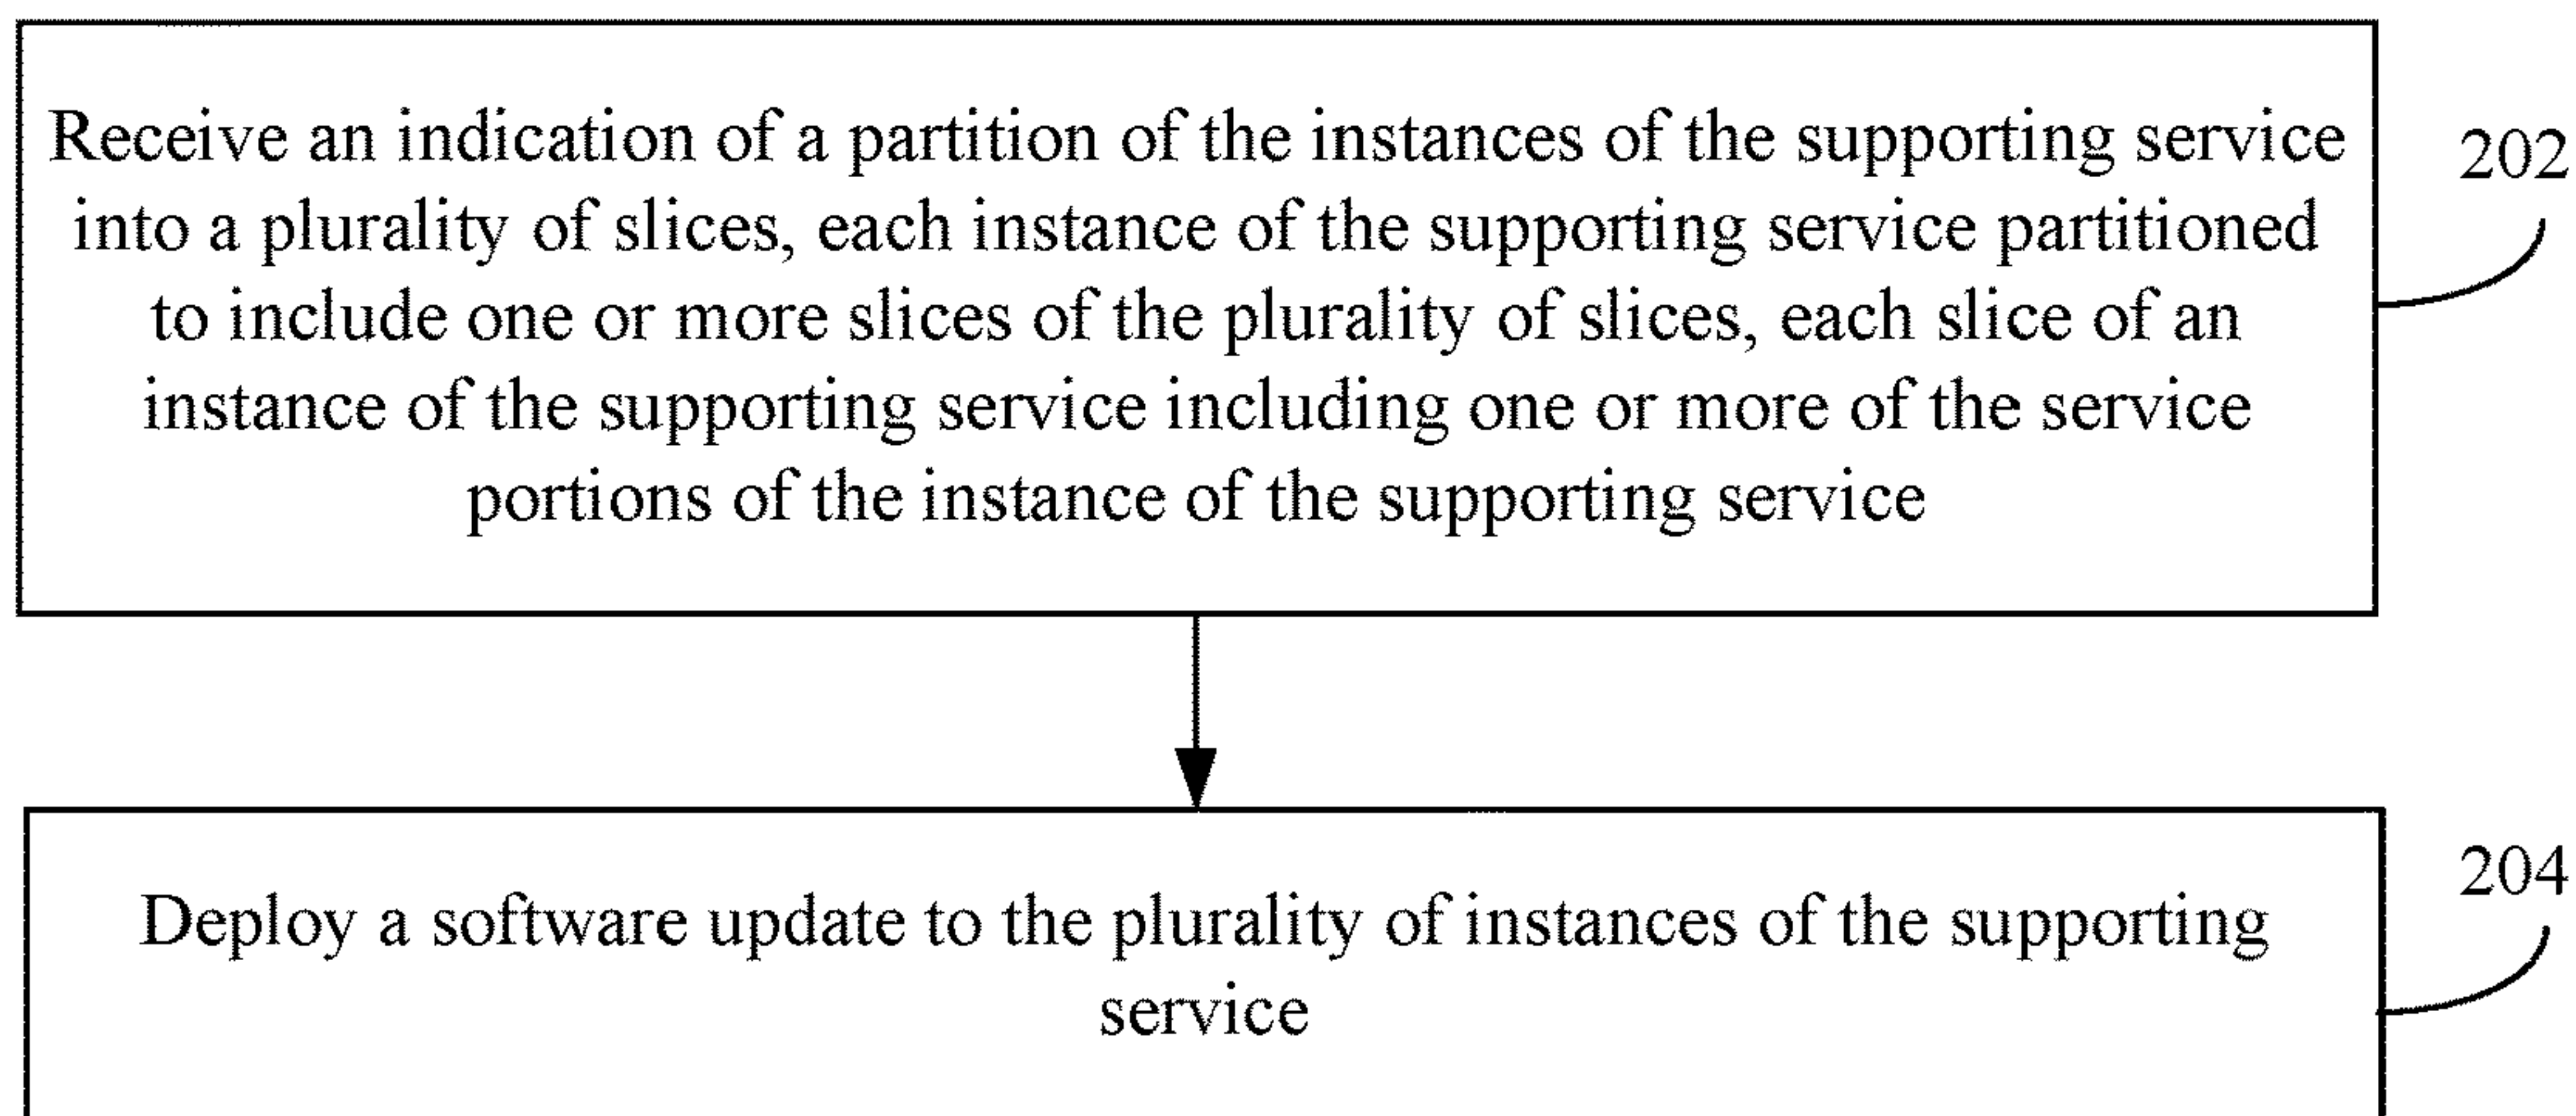 Receive an indication of a partition of the instances of the supporting service
into a plurality of slices, each instance of the supporting service partitioned
to include one or more slices of the plurality of slices, each slice of an
instance of the supporting service including one or more of the service
portions of the instance of the supporting service
202
Deploy a software update to the plurality of instances of the supporting
service
204